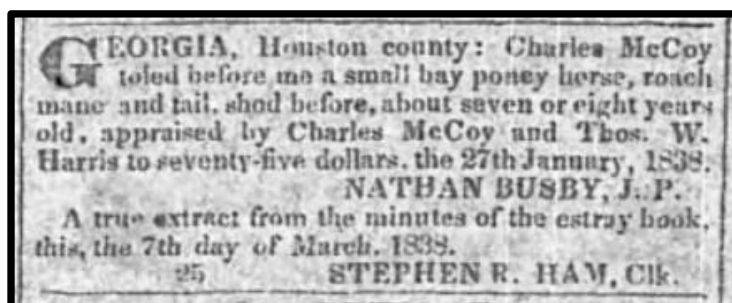 GEORGIA, Houston county: Charles McCoy
toled before me a small bay poney horse, roach
mane and tail, shod before, about seven or eight years
old, appraised by Charles McCoy and Thos. W.
Harris to seventy-five dollars, the 27th January, 1838.
NATHAN BUSBY, J. P.
A true extract from the minutes of the estray book,
this, the 7th day of March, 1838.
25 STEPHEN R. HAM, Clk.